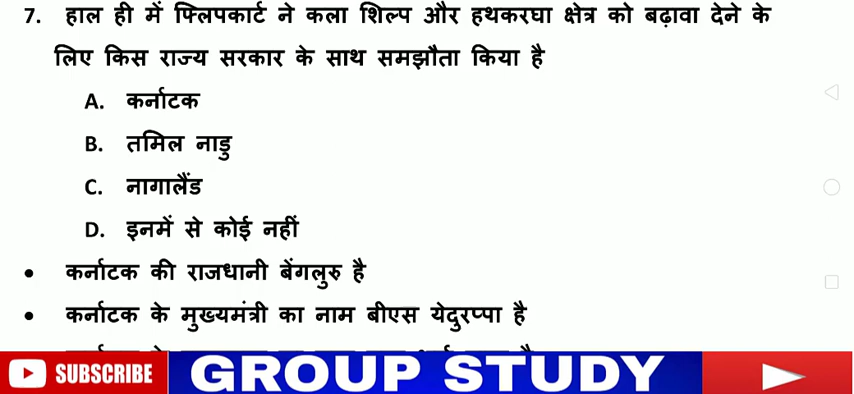 7. हाल ही में फ्लिपकार्ट ने कला शिल्प और हथकरघा क्षेत्र को बढ़ावा देने के
लिए किस राज्य सरकार के साथ समझौता किया है
A. कर्नाटक
B. तमिल नाडु
C. नागालैंड
D. इनमें से कोई नहीं
• कर्नाटक की राजधानी बेंगलुरु है
• कर्नाटक के मुख्यमंत्री का नाम बीएस येदुरप्पा है
SUBSCRIBE GROUP STUDY